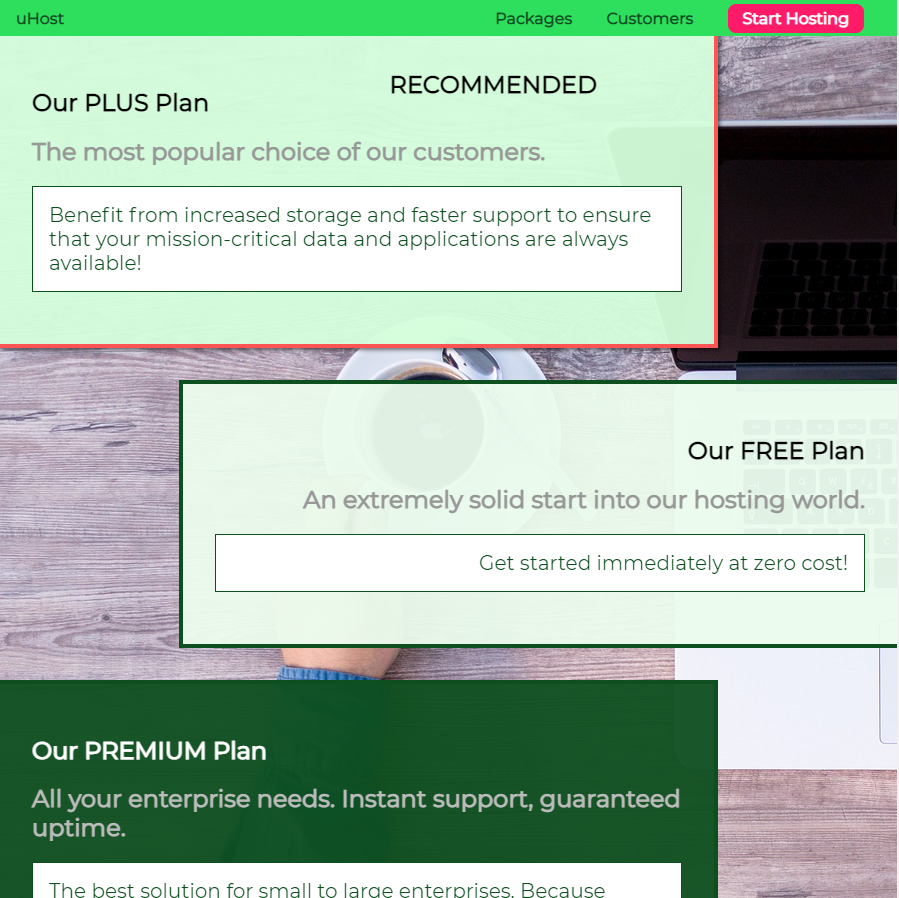 uHost
Packages
Customers
Start Hosting
RECOMMENDED
Our PLUS Plan
The most popular choice of our customers.
Benefit from increased storage and faster support to ensure
that your mission-critical data and applications are always
available!
Our FREE Plan
An extremely solid start into our hosting world.
Get started immediately at zero cost!
Our PREMIUM Plan
All your enterprise needs. Instant support, guaranteed
uptime.
The best solution for small to large enterprises. Because